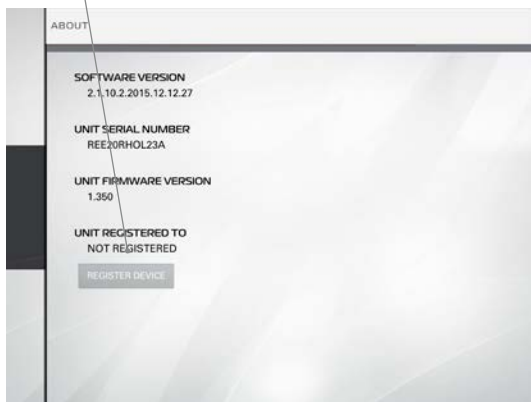 ABOUT
SOFTWARE VERSION
2.1.10.2.2015.12.12.27
UNIT SERIAL NUMBER
REE20RHOL23A
UNIT FIRMWARE VERSION
1.350
UNIT REGISTERED TO
NOT REGISTERED
REGISTER DEVICE